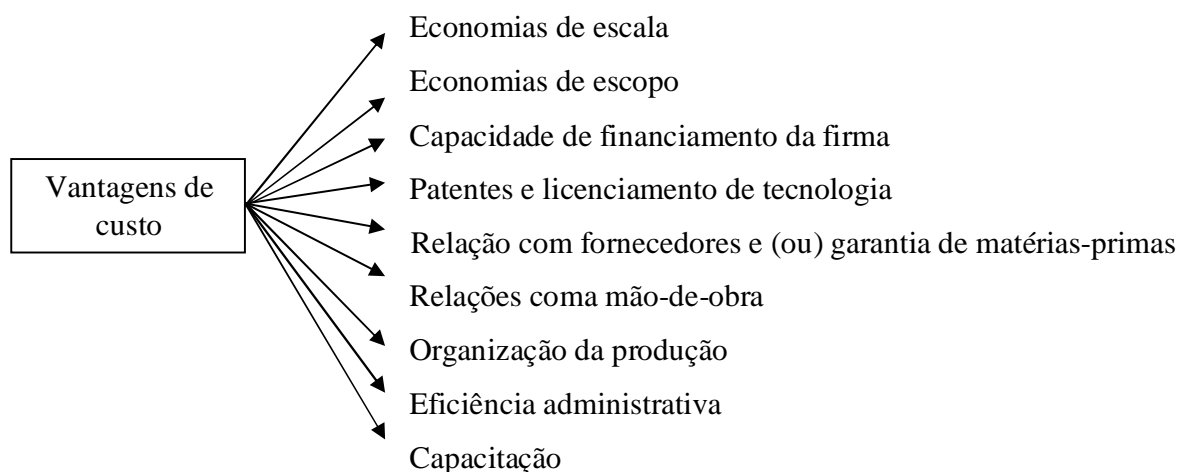 Economias de escala
Economias de escopo
Capacidade de financiamento da firma
Vantagens de
custo
Patentes e licenciamento de tecnologia
Relação com fornecedores e (ou) garantia de matérias-primas
Relações coma mão-de-obra
Organização da produção
Eficiência administrativa
Capacitação